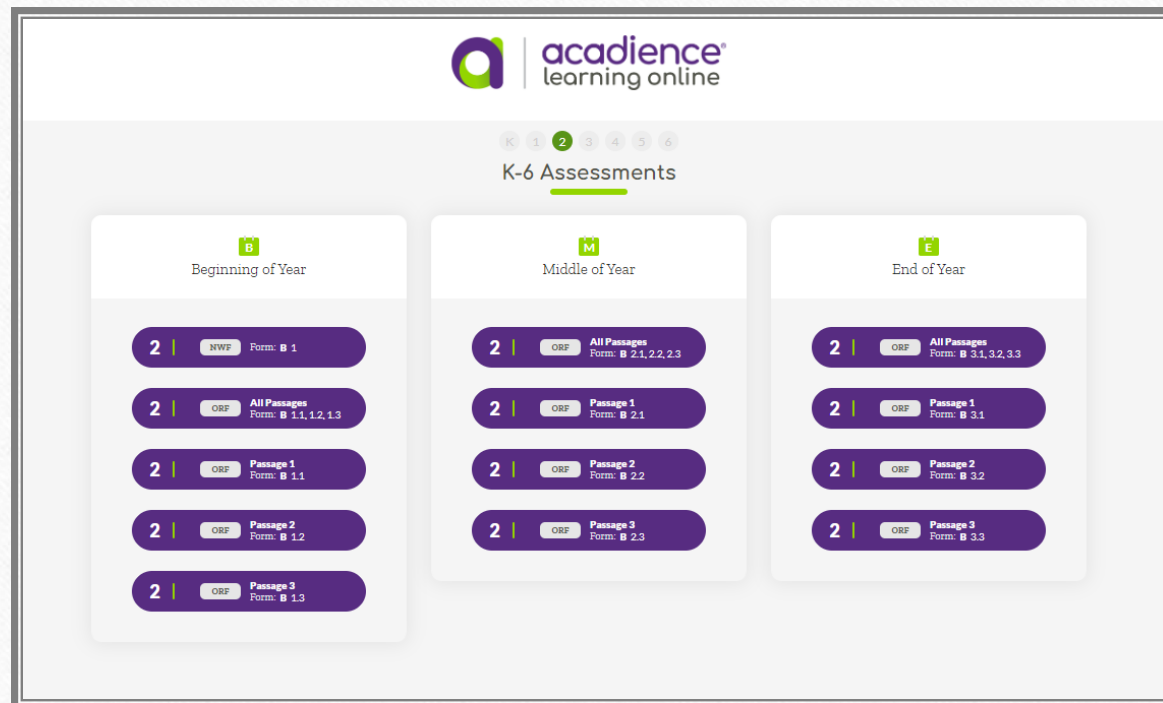 acadience®
learning online
K 1 2 3 4 5 6
K-6 Assessments
B
Beginning of Year
2 | NWF Form: B 1
2 | ORF All Passages
Form: B 1.1, 1.2, 1.3
2 | ORF Passage 1
Form: B 1.1
2 | ORF Passage 2
Form: B 1.2
2 | ORF Passage 3
Form: B 1.3
M
Middle of Year
2 | ORF All Passages
Form: B 2.1, 2.2, 2.3
2 | ORF Passage 1
Form: B 2.1
2 | ORF Passage 2
Form: B 2.2
2 | ORF Passage 3
Form: B 2.3
E
End of Year
2 | ORF All Passages
Form: B 3.1, 3.2, 3.3
2 | ORF Passage 1
Form: B 3.1
2 | ORF Passage 2
Form: B 3.2
2 | ORF Passage 3
Form: B 3.3